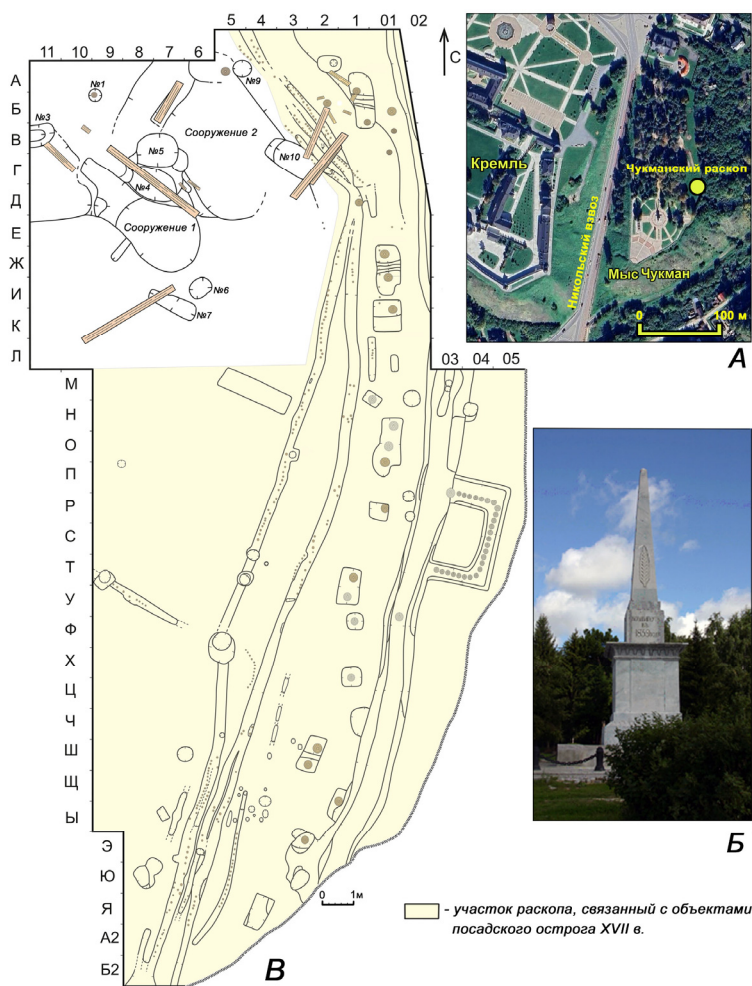 5 4 3 2 1 01 02
11 10 9 8 7 6
А
Б
В
Г
Д
Е
Ж
И
К
Л
М
Н
О
П
Р
С
Т
У
Ф
Х
Ц
Ч
Ш
Щ
Ы
Э
Ю
Я
А2
Б2
03 04 05
№1
№9
№3
Сооружение 2
№5
№10
№4
Сооружение 1
№6
№7
0 1м
В
С
Кремль
Чукманский раскоп
Никольский взвоз
Мыс Чукман
0 100 м
А
Б
- участок раскопа, связанный с объектами
посадского острога XVII в.